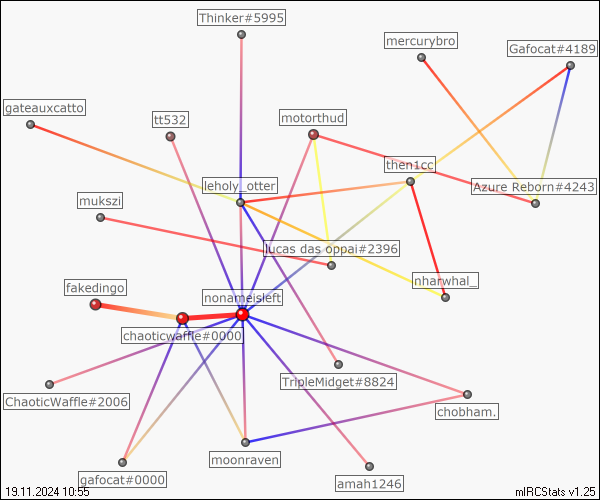 Thinker#5995
mercurybro
Gafocat#4189
gateauxcatto
tt532
motorthud
then1cc
leholy_otter
Azure Reborn#4243
mukszi
lucas das oppai#2396
nharwhal_
fakedingo
nonameisleft
chaoticwaffle#0000
TripleMidget#8824
ChaoticWaffle#2006
chobham.
moonraven
gafocat#0000
amah1246
19.11.2024 10:55
mIRCStats v1.25